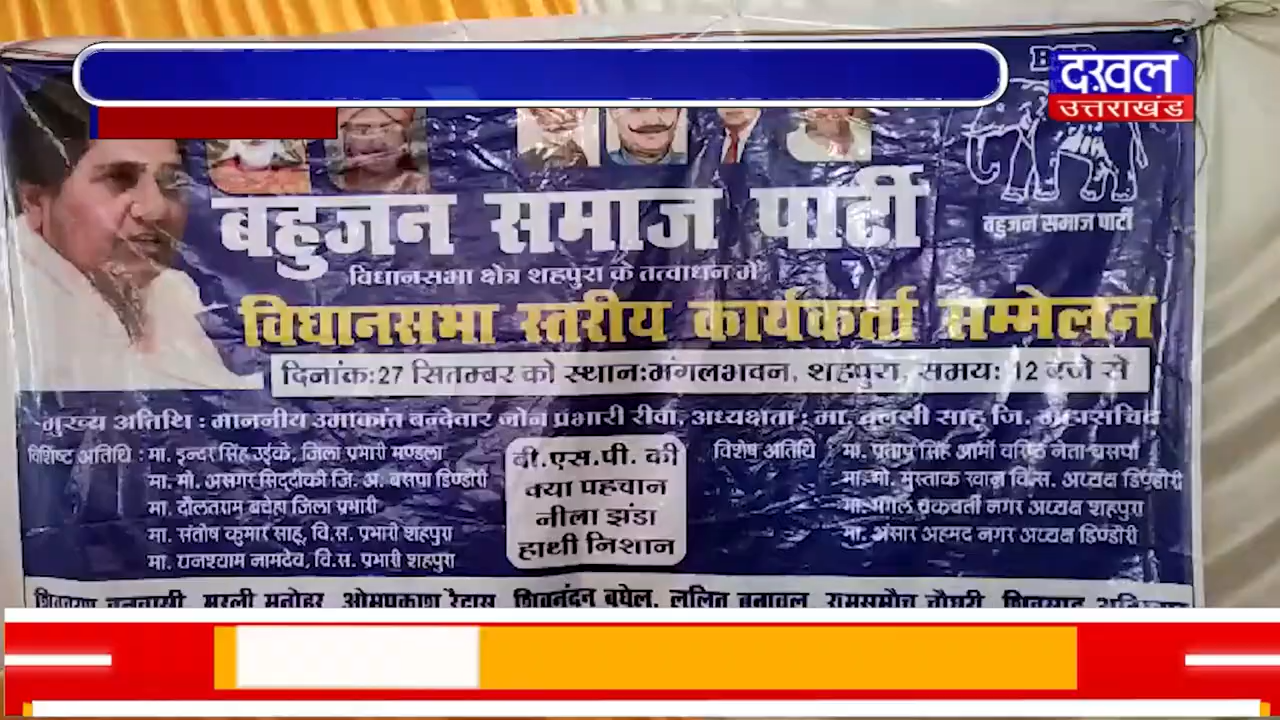 दखल
उत्तराखंड
बहुजन समाज पार्टी
बहुजन समाज पार्टी
विधानसभा क्षेत्र शहपुरा के तत्वाधन में
विधानसभा स्तरीय कार्यकर्ता सम्मेलन
दिनांक:27 सितम्बर को स्थान:मंगलभवन, शहपुरा, समय: 12 बजे से
मुख्य अतिथि : माननीय उमाकांत बन्देवार जोन प्रभारी रीवा, अध्यक्षता : मा. तुलसी साहू जि. महासचिव
विशिष्ट अतिथि : मा. इन्दर सिंह उईके, जिला प्रभारी मण्डला
मा. मो. असगर सिद्दीकी जि. अ. बसपा डिण्डौरी
मा. दौलतराम बचेहा जिला प्रभारी
मा. संतोष कुमार साहू, वि.स. प्रभारी शहपुरा
मा. घनश्याम नामदेव, वि.स. प्रभारी शहपुरा
बी.एस.पी. की
क्या पहचान
नीला झंडा
हाथी निशान
विशेष अतिथि : मा. प्रताप सिंह आर्मो वरिष्ठ नेता बसपा
मा. मो. मुस्ताक खान वि.स. अध्यक्ष डिण्डौरी
मा. मंगल चक्रवर्ती नगर अध्यक्ष शहपुरा
मा. अंसार अहमद नगर अध्यक्ष डिण्डौरी
मुरली मनोहर, ओमप्रकाश रैदास, शिवनंदन बघेल, ललित बनावल, रामसमौध चौधरी,